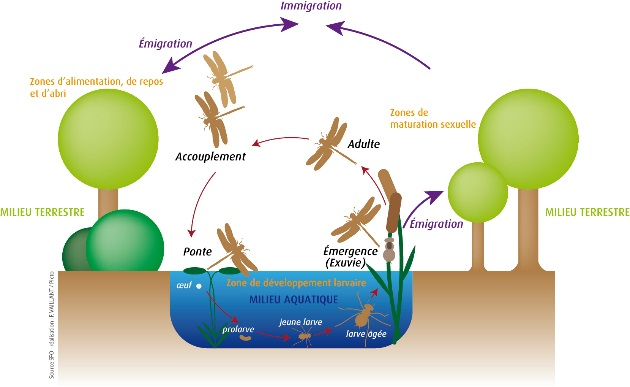 Immigration
Émigration
Zones d'alimentation, de repos
et d'abri
Zones de
maturation sexuelle
Adulte
Accouplement
MILIEU TERRESTRE
MILIEU TERRESTRE
Émigration
Ponte
Émergence
(Exuvie)
Zone de développement larvaire
œuf
MILIEU AQUATIQUE
prolarve
jeune larve
larve âgée